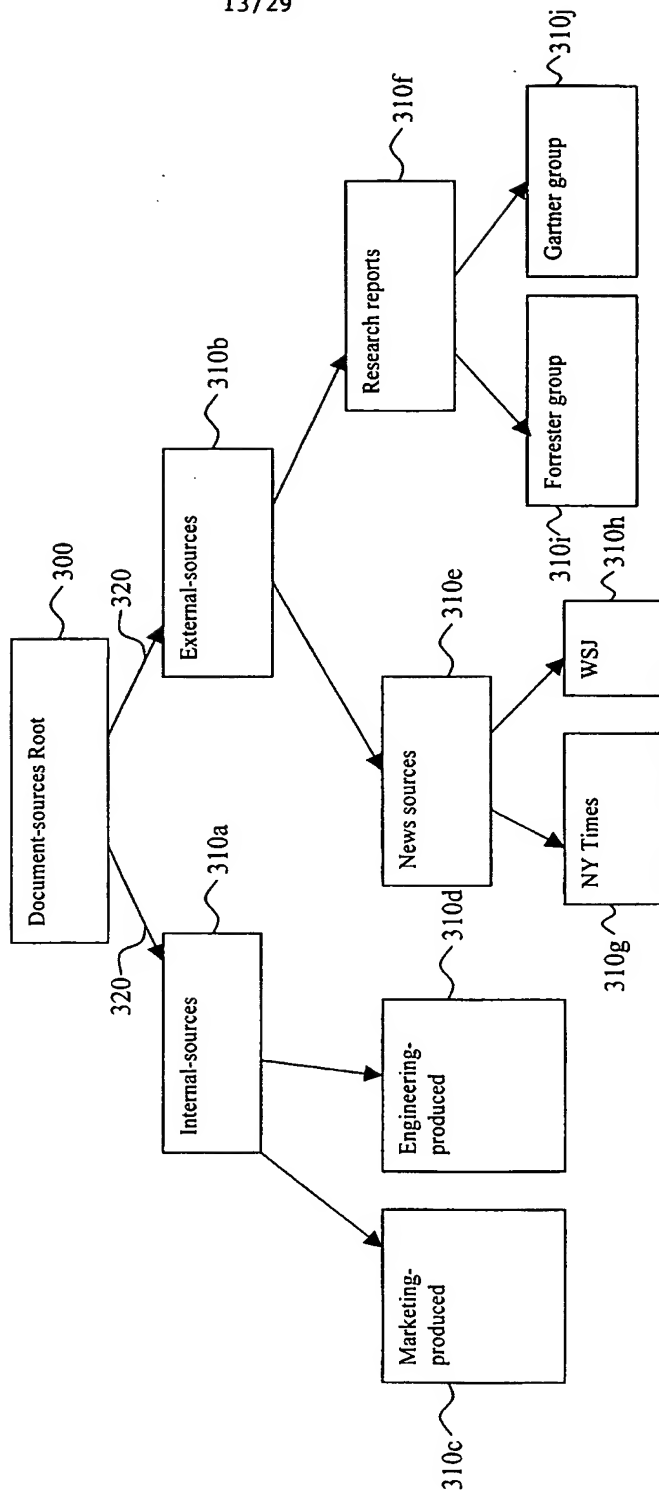 13/29
Document-sources Root
300
320
320
Internal-sources
310a
External-sources
310b
Marketing-
produced
310c
Engineering-
produced
310d
News sources
310e
Research reports
310f
NY Times
310g
WSJ
310h
Forrester group
310i
Gartner group
310j